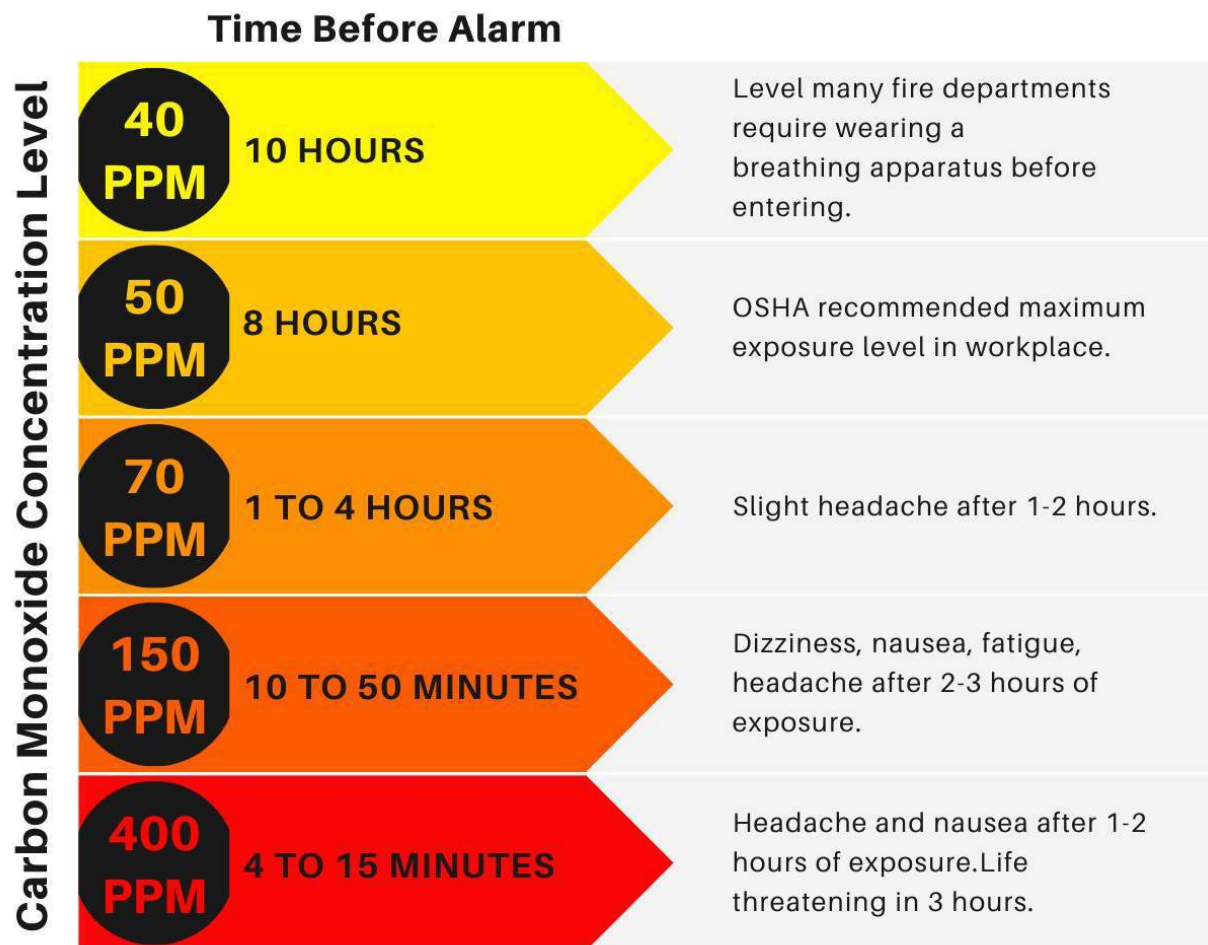 Time Before Alarm
Carbon Monoxide Concentration Level
40
PPM
10 HOURS
Level many fire departments
require wearing a
breathing apparatus before
entering.
50
PPM
8 HOURS
OSHA recommended maximum
exposure level in workplace.
70
PPM
1 TO 4 HOURS
Slight headache after 1-2 hours.
150
PPM
10 TO 50 MINUTES
Dizziness, nausea, fatigue,
headache after 2-3 hours of
exposure.
400
PPM
4 TO 15 MINUTES
Headache and nausea after 1-2
hours of exposure.Life
threatening in 3 hours.